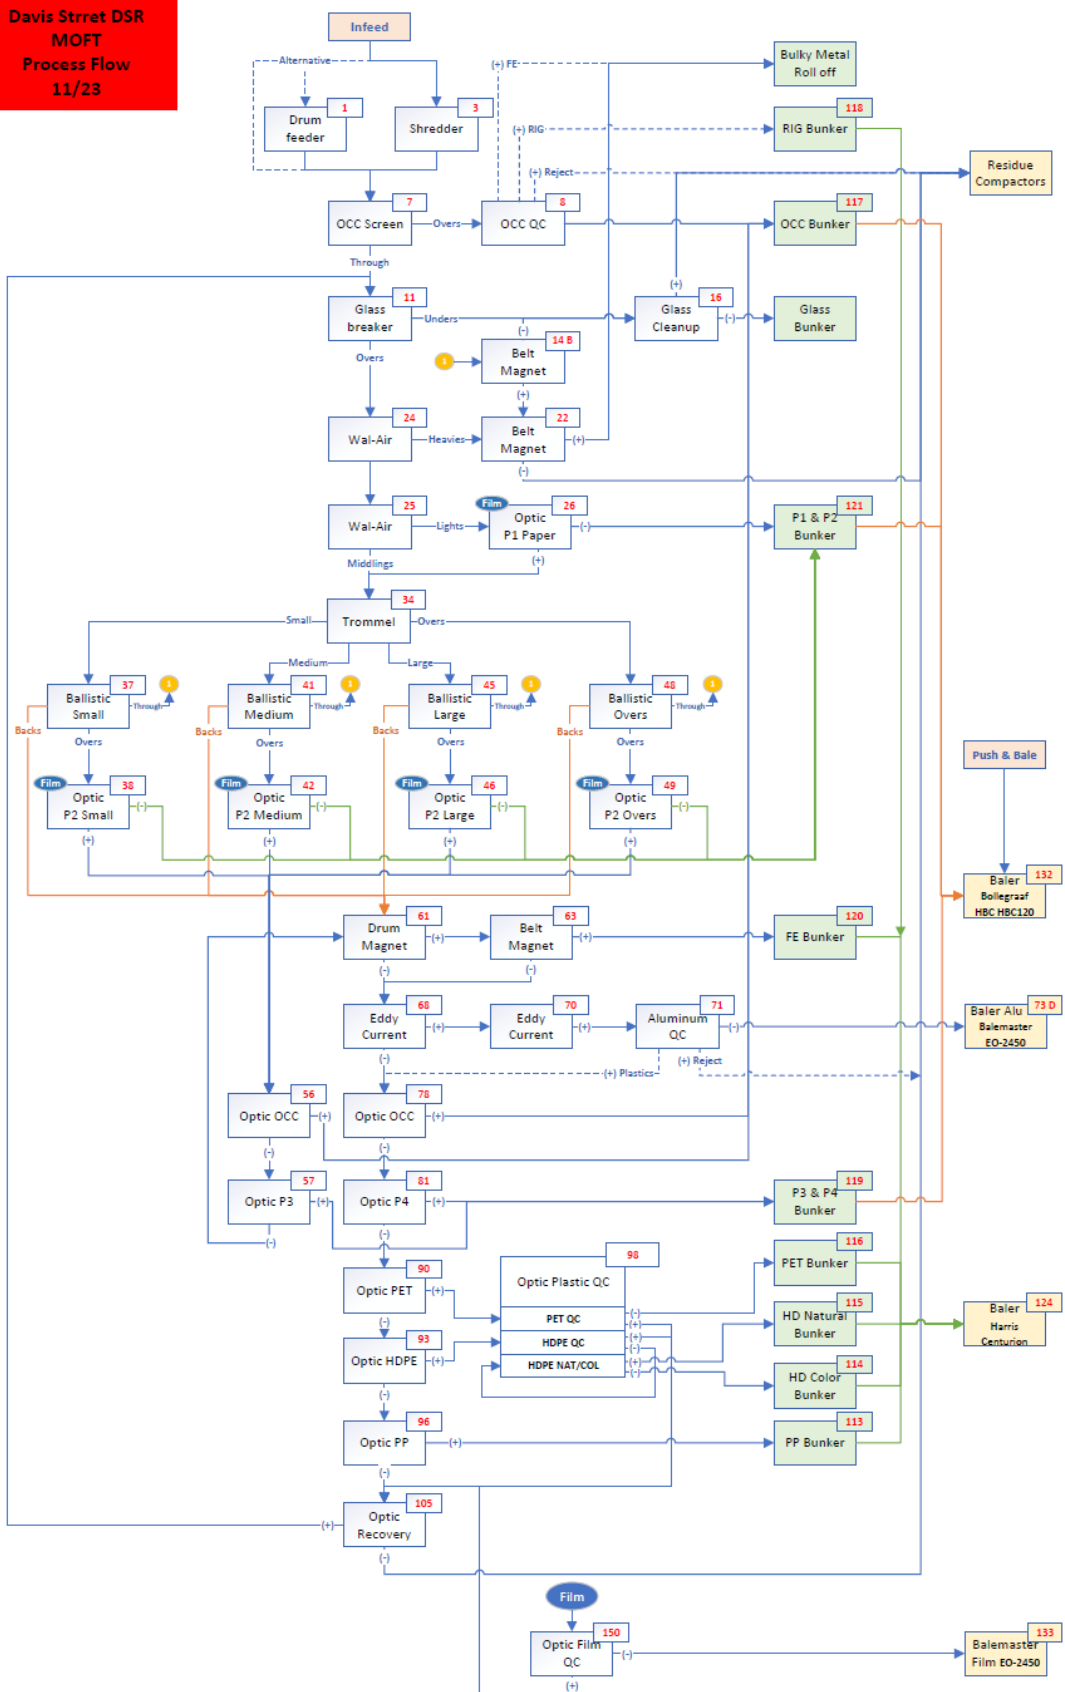 Davis Strret DSR
MOFT
Process Flow
11/23
Infeed
Alternative
(+) FE
Bulky Metal
Roll off
1
Drum
feeder
3
Shredder
(+) RIG
118
RIG Bunker
(+) Reject
Residue
Compactors
7
OCC Screen
Overs
8
OCC QC
117
OCC Bunker
Through
11
Glass
breaker
Unders
(+)
16
Glass
Cleanup
(-)
Glass
Bunker
(-)
Overs
1
14 B
Belt
Magnet
(+)
24
Wal-Air
Heavies
22
Belt
Magnet
(+)
(-)
25
Wal-Air
Lights
Film
26
Optic
P1 Paper
(-)
121
P1 & P2
Bunker
Middlings
(+)
34
Trommel
Small
Overs
Medium
Large
37
Ballistic
Small
1
Through
41
Ballistic
Medium
1
Through
45
Ballistic
Large
1
Through
48
Ballistic
Overs
1
Through
Backs
Backs
Backs
Backs
Overs
Overs
Overs
Overs
Push & Bale
Film
38
Optic
P2 Small
(-)
Film
42
Optic
P2 Medium
(-)
Film
46
Optic
P2 Large
(-)
Film
49
Optic
P2 Overs
(-)
(+)
(+)
(+)
(+)
132
Baler
Bollegraaf
HBC HBC120
61
Drum
Magnet
(+)
63
Belt
Magnet
(+)
120
FE Bunker
(-)
(-)
68
Eddy
Current
(+)
70
Eddy
Current
(+)
71
Aluminum
QC
(-)
73 D
Baler Alu
Balemaster
EO-2450
(-)
(+) Plastics
(+) Reject
56
Optic OCC
(+)
78
Optic OCC
(+)
(-)
(-)
57
Optic P3
(+)
81
Optic P4
(+)
119
P3 & P4
Bunker
(-)
(-)
98
Optic Plastic QC
116
PET Bunker
90
Optic PET
(+)
PET QC
(-)
(+)
115
HD Natural
Bunker
124
Baler
Harris
Centurion
(-)
93
Optic HDPE
(+)
HDPE QC
(+)
(-)
HDPE NAT/COL
(+)
(-)
114
HD Color
Bunker
(-)
96
Optic PP
(+)
113
PP Bunker
(-)
105
Optic
Recovery
(+)
(-)
Film
150
Optic Film
QC
(-)
133
Balemaster
Film EO-2450
(+)